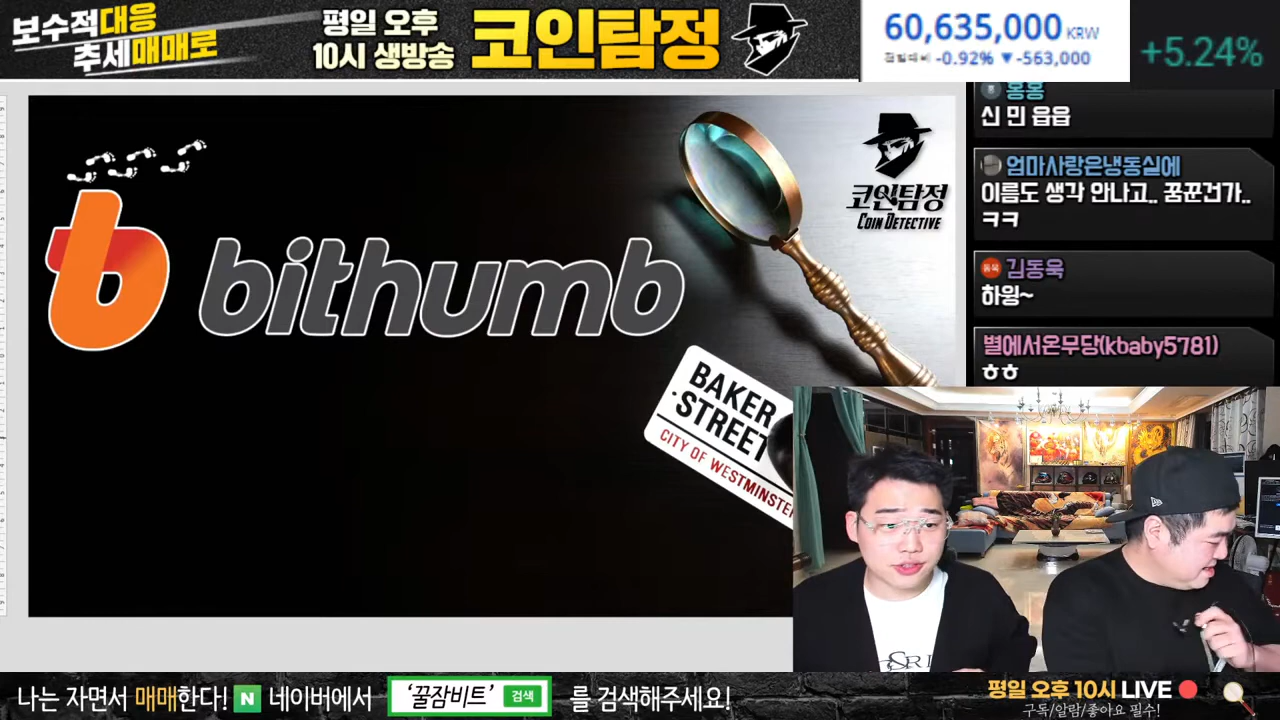 보수적대응
추세매매로
평일 오후
10시 생방송
코인탐정
60,635,000 KRW
전일대비 -0.92% ▼-563,000
+5.24%
홍홍
신 민 읍읍
엄마사랑은냉동실에
이름도 생각 안나고.. 꿈꾼건가..
ㅋㅋ
김동욱
하윙~
별에서온무당(kbaby5781)
ㅎㅎ
코인탐정
COIN DETECTIVE
bithumb
BAKER
STREET
CITY OF WESTMINSTER
나는 자면서 매매한다! N 네이버에서 '꿀잠비트' 검색 를 검색해주세요!
평일 오후 10시 LIVE
구독/알람/좋아요 필수!